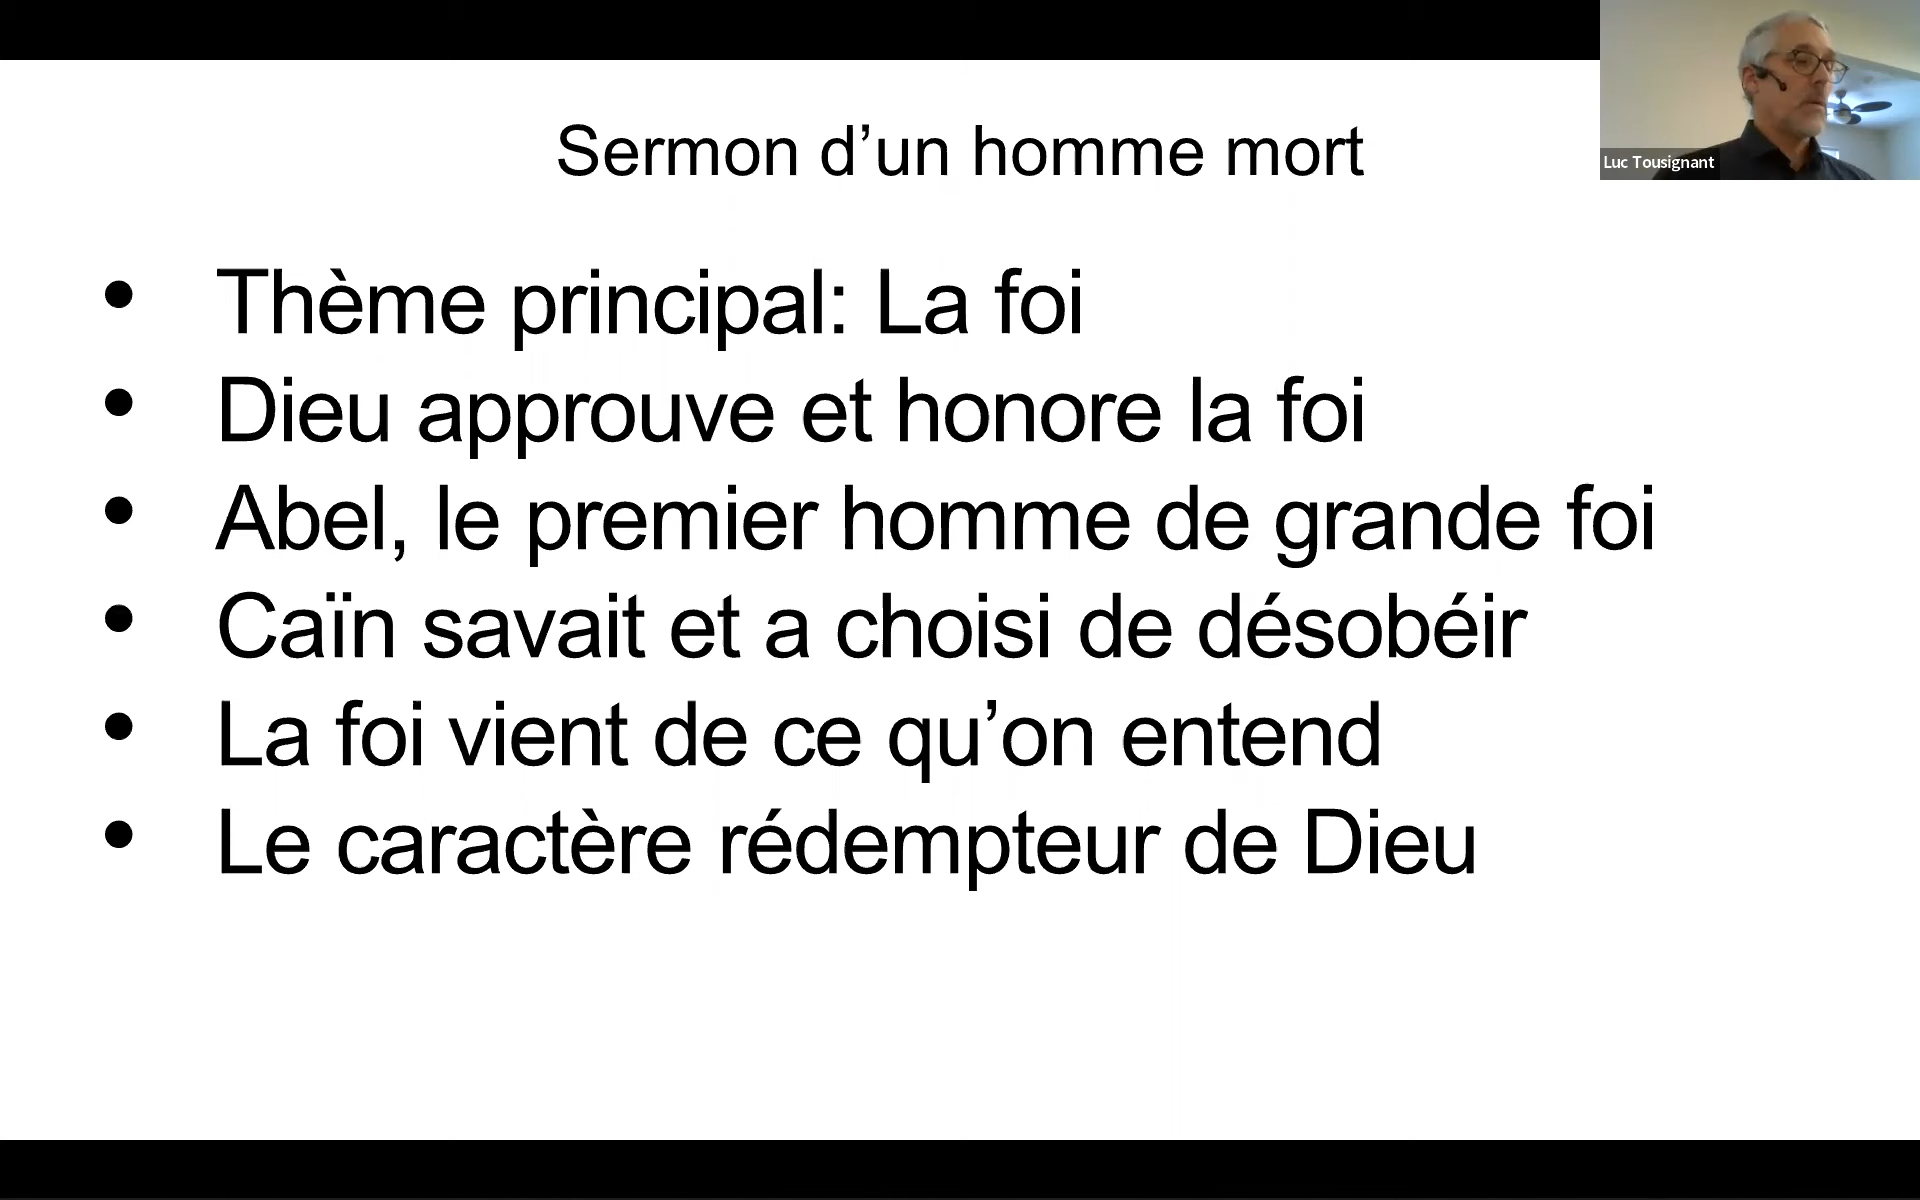 Sermon d’un homme mort
Luc Tousignant
• Thème principal: La foi
• Dieu approuve et honore la foi
• Abel, le premier homme de grande foi
• Caïn savait et a choisi de désobéir
• La foi vient de ce qu’on entend
• Le caractère rédempteur de Dieu